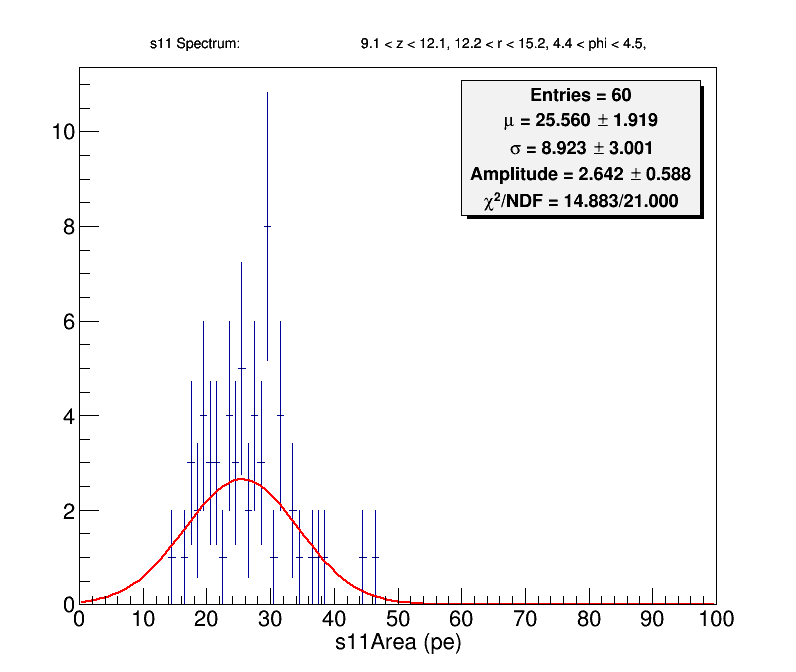 s11 Spectrum: 9.1 < z < 12.1, 12.2 < r < 15.2, 4.4 < phi < 4.5,
Entries = 60
μ = 25.560 ± 1.919
σ = 8.923 ± 3.001
Amplitude = 2.642 ± 0.588
χ²/NDF = 14.883/21.000
10
8
6
4
2
0
0 10 20 30 40 50 60 70 80 90 100
s11Area (pe)